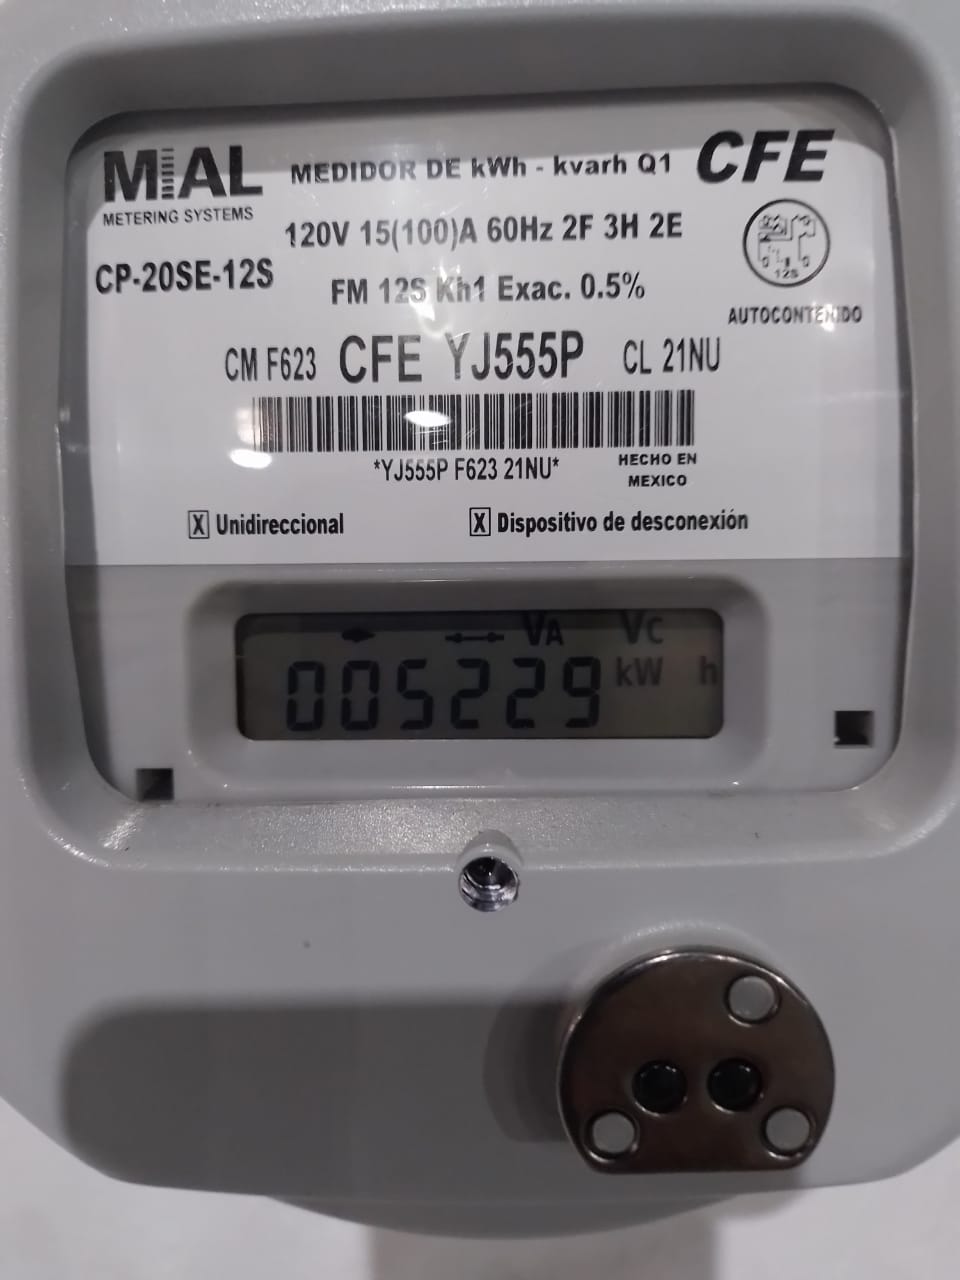 MIAL
METERING SYSTEMS
MEDIDOR DE kWh - kvarh Q1
CFE
120V 15(100)A 60Hz 2F 3H 2E
CP-20SE-12S
FM 12S Kh1 Exac. 0.5%
12S
AUTOCONTENIDO
CM F623 CFE YJ555P CL 21NU
*YJ555P F623 21NU*
HECHO EN
MEXICO
X Unidireccional
X Dispositivo de desconexión
VA VC
005229 kW h